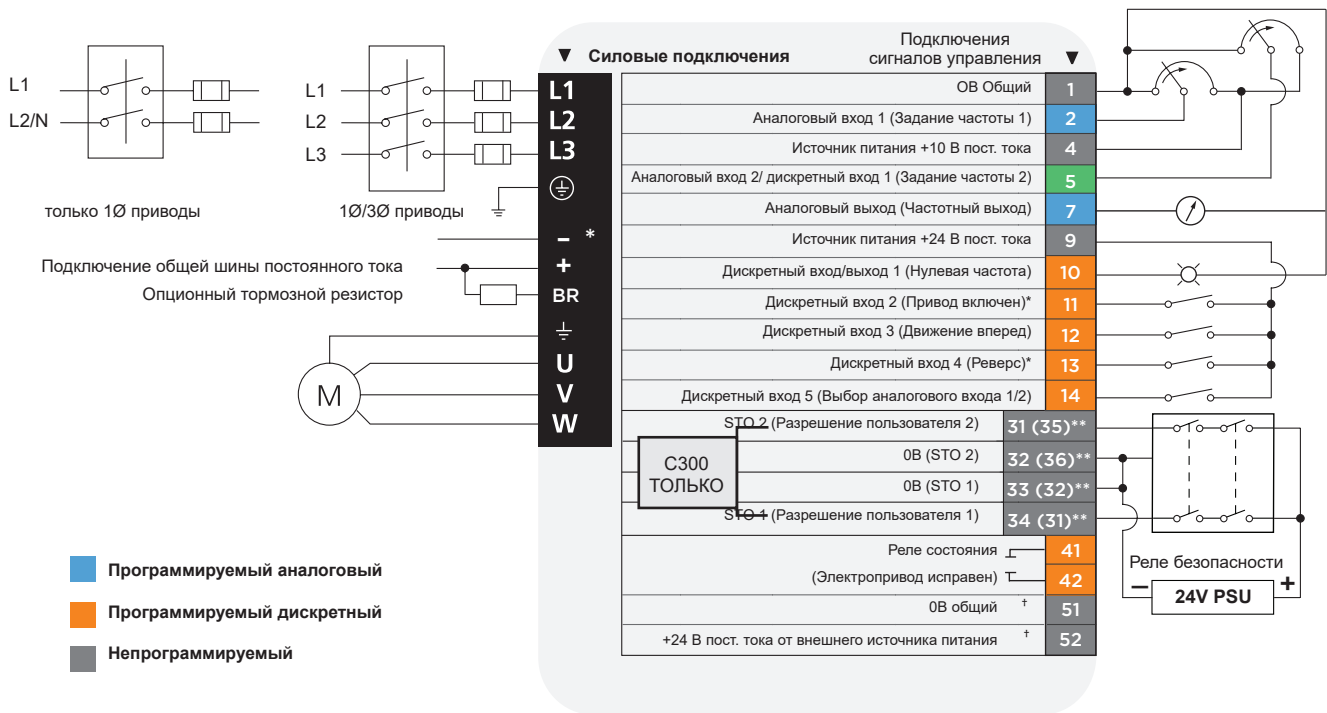 Подключения
▼ Силовые подключения сигналов управления ▼
L1
L2/N
только 1Ø приводы
L1
L2
L3
1Ø/3Ø приводы
L1
L2
L3
– *
+
BR
U
V
W
Подключение общей шины постоянного тока
Опционный тормозной резистор
M
ОВ Общий 1
Аналоговый вход 1 (Задание частоты 1) 2
Источник питания +10 В пост. тока 4
Аналоговый вход 2/ дискретный вход 1 (Задание частоты 2) 5
Аналоговый выход (Частотный выход) 7
Источник питания +24 В пост. тока 9
Дискретный вход/выход 1 (Нулевая частота) 10
Дискретный вход 2 (Привод включен)* 11
Дискретный вход 3 (Движение вперед) 12
Дискретный вход 4 (Реверс)* 13
Дискретный вход 5 (Выбор аналогового входа 1/2) 14
STO 2 (Разрешение пользователя 2) 31 (35)**
0В (STO 2) 32 (36)**
0В (STO 1) 33 (32)**
STO 1 (Разрешение пользователя 1) 34 (31)**
C300
ТОЛЬКО
Реле состояния 41
(Электропривод исправен) 42
0В общий † 51
+24 В пост. тока от внешнего источника питания † 52
Реле безопасности
– 24V PSU +
Программируемый аналоговый
Программируемый дискретный
Непрограммируемый